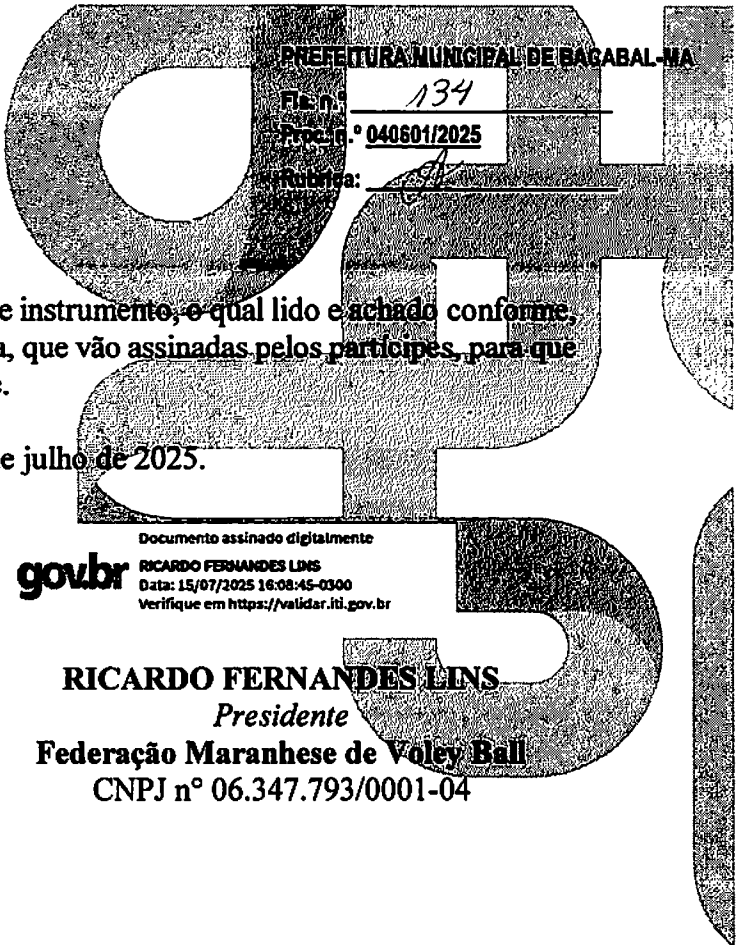 PREFEITURA MUNICIPAL DE BACABAL-MA
Fls. n.º 134
Proc. n.º 040601/2025
Rubrica:
e instrumento, o qual lido e achado conforme,
a, que vão assinadas pelos partícipes, para que
e.
e julho de 2025.
Documento assinado digitalmente
gov.br
RICARDO FERNANDES LINS
Data: 15/07/2025 16:08:45-0300
Verifique em https://validar.iti.gov.br
RICARDO FERNANDES LINS
Presidente
Federação Maranhese de Voley Ball
CNPJ nº 06.347.793/0001-04